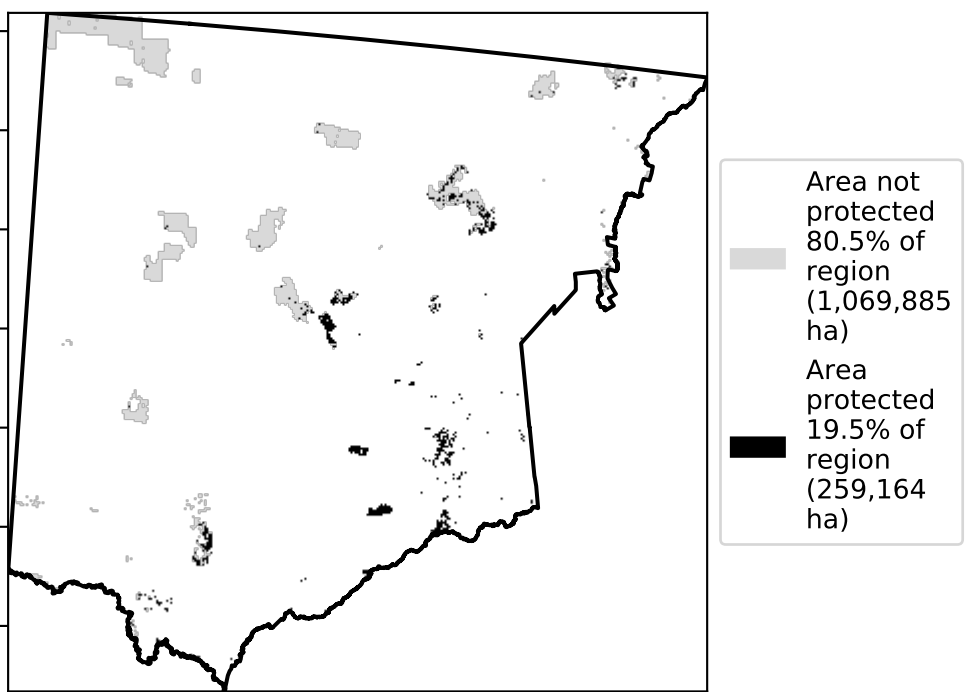 Area not
protected
80.5% of
region
(1,069,885
ha)
Area
protected
19.5% of
region
(259,164
ha)